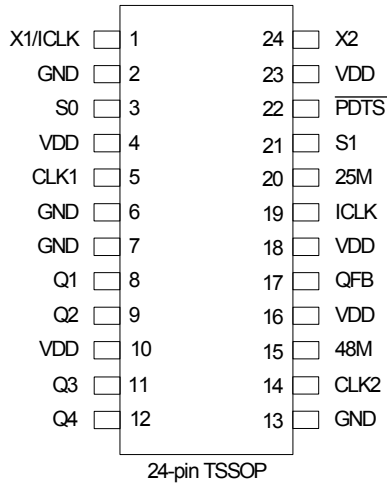 X1/ICLK 1 24 X2
GND 2 23 VDD
S0 3 22 PDTS
VDD 4 21 S1
CLK1 5 20 25M
GND 6 19 ICLK
GND 7 18 VDD
Q1 8 17 QFB
Q2 9 16 VDD
VDD 10 15 48M
Q3 11 14 CLK2
Q4 12 13 GND
24-pin TSSOP